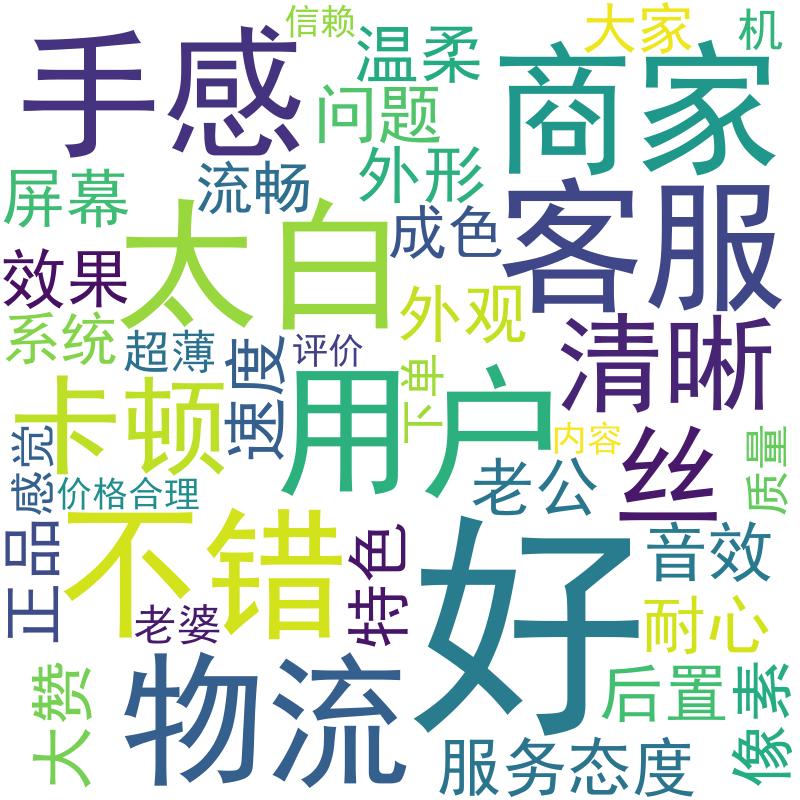 信赖
大家
机
手感
温柔
商家
问题
外形
屏幕
流畅
客服
太白
成色
效果
外观
系统
超薄
速度
评价
清晰
下单
用户
卡顿
内容
丝
感觉
质量
老公
价格合理
不错
好
正品
特色
音效
老婆
耐心
物流
大赞
后置
像素
服务态度